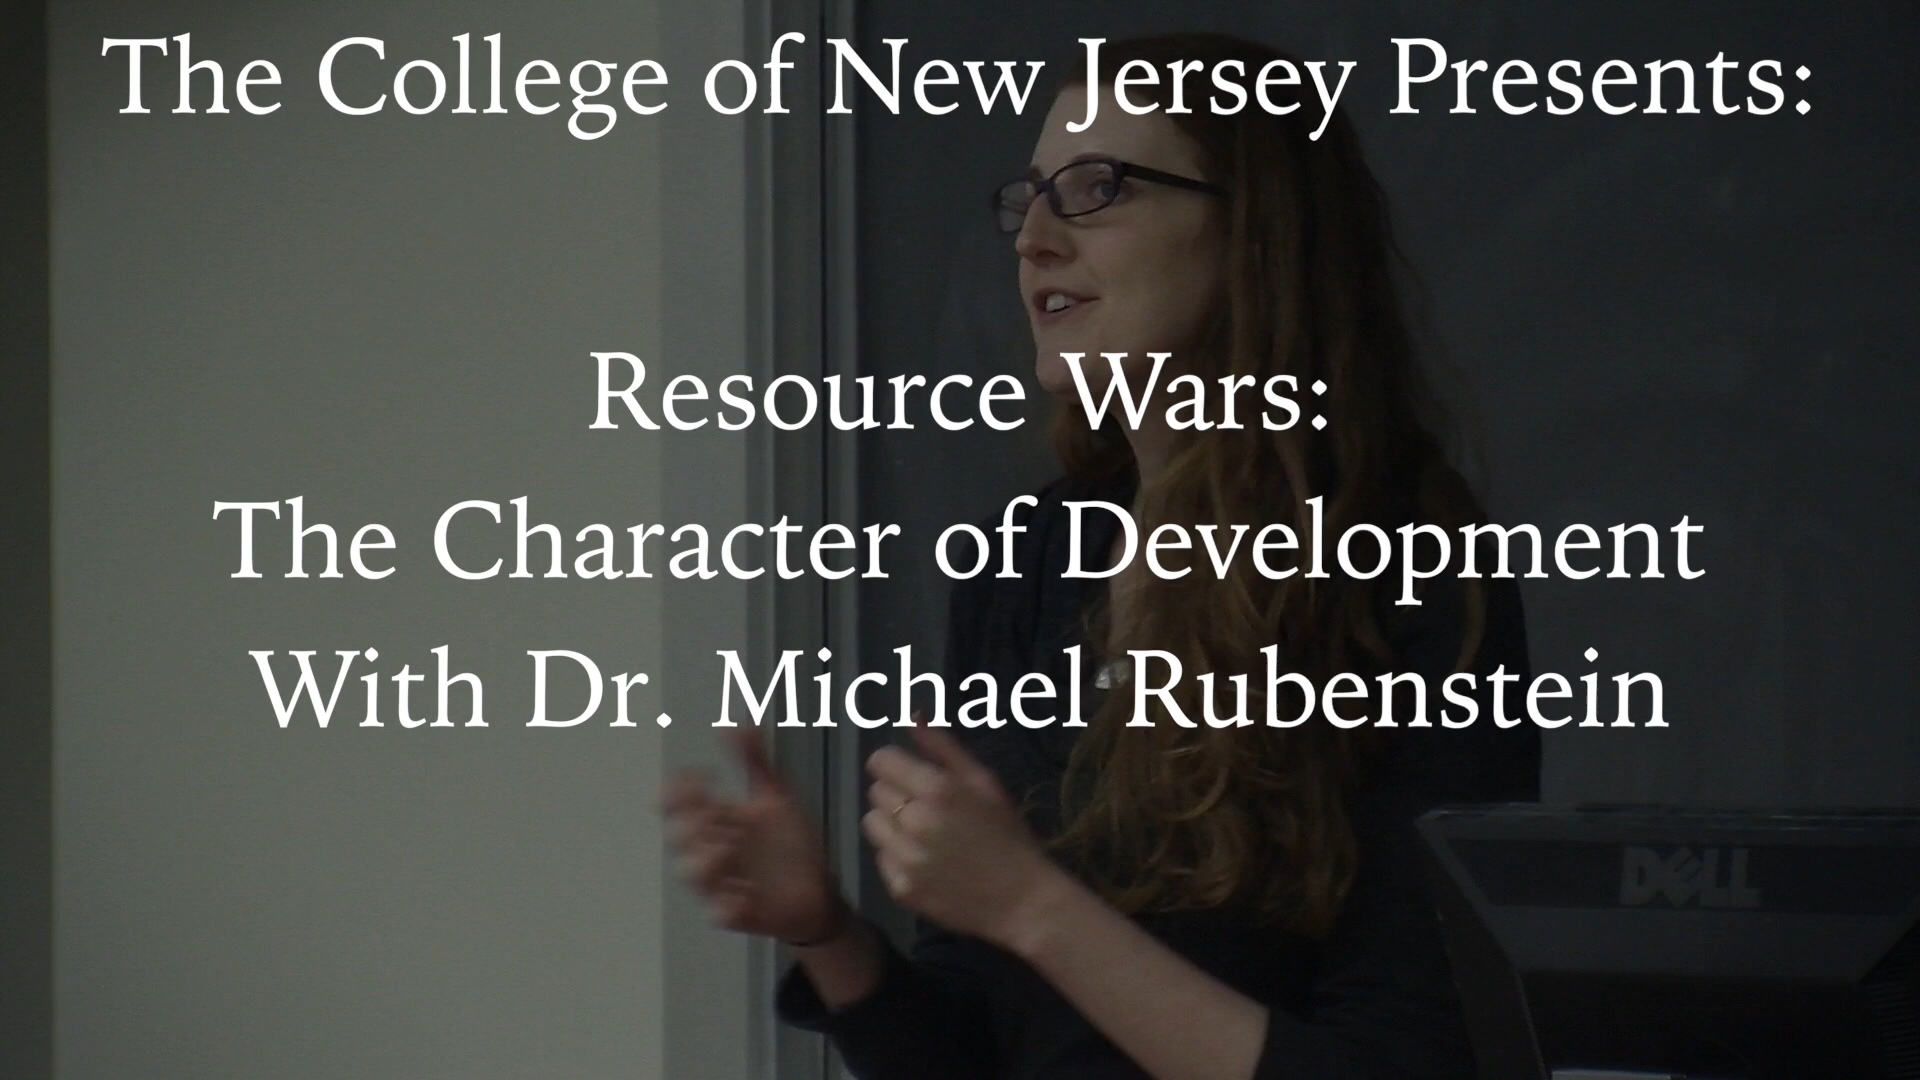 The College of New Jersey Presents:
Resource Wars:
The Character of Development
With Dr. Michael Rubenstein
DELL